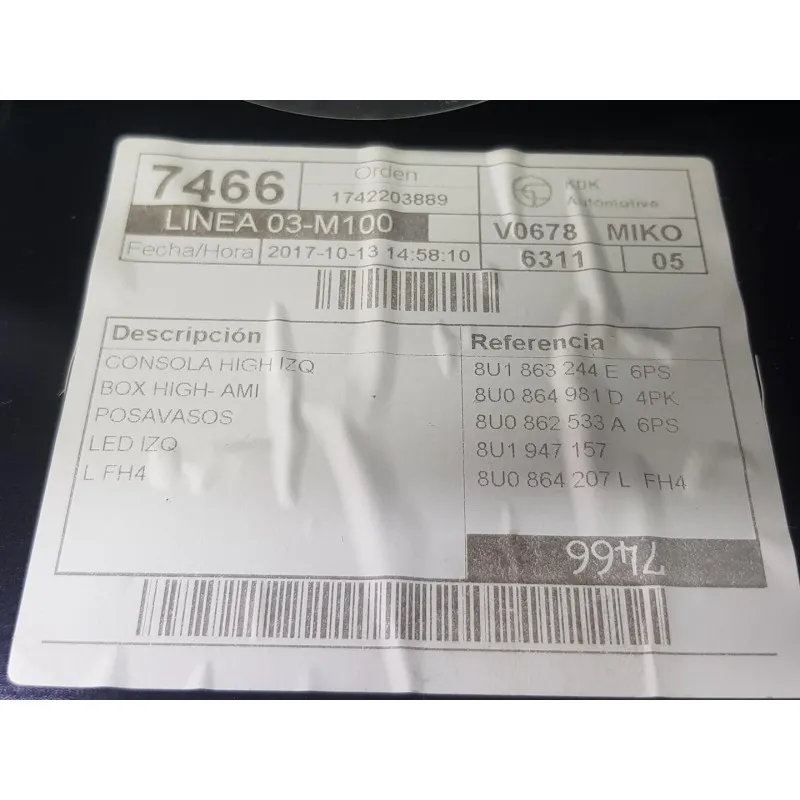 7466
Orden
1742203889
KDK
Automotive
LINEA 03-M100
V0678 MIKO
Fecha/Hora 2017-10-13 14:58:10
6311 05
Descripción Referencia
CONSOLA HIGH IZQ 8U1 863 244 E 6PS
BOX HIGH- AMI 8U0 864 981 D 4PK
POSAVASOS 8U0 862 533 A 6PS
LED IZQ 8U1 947 157
L FH4 8U0 864 207 L FH4
7466